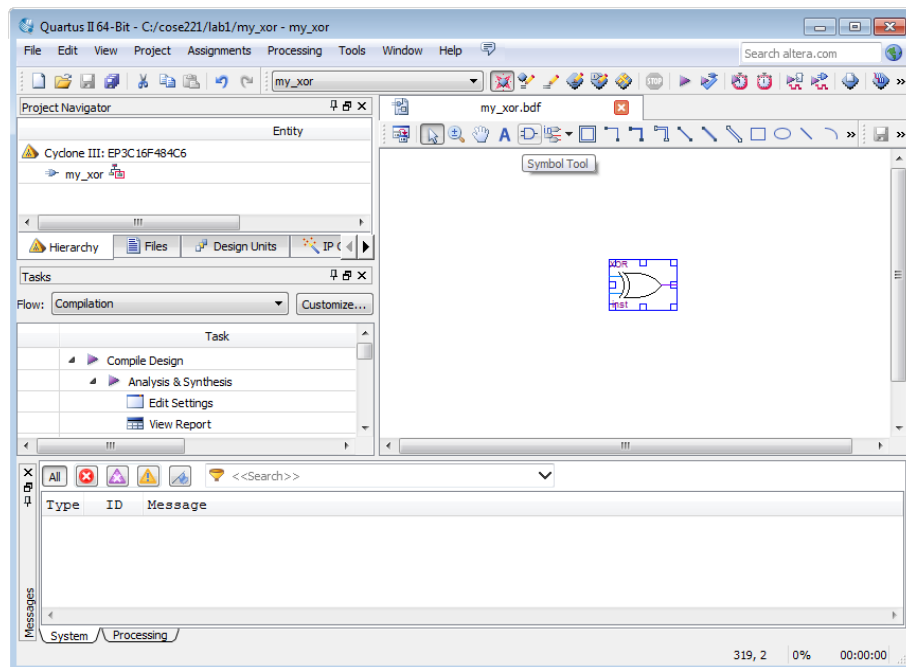 Quartus II 64-Bit - C:/cose221/lab1/my_xor - my_xor
File Edit View Project Assignments Processing Tools Window Help
Search altera.com
my_xor
Project Navigator
my_xor.bdf
Entity
A
Cyclone III: EP3C16F484C6
Symbol Tool
my_xor
Hierarchy Files Design Units IP
XOR
inst
Tasks
Flow: Compilation Customize...
Task
Compile Design
Analysis & Synthesis
Edit Settings
View Report
All <<Search>>
Type ID Message
Messages
System Processing
319, 2 0% 00:00:00